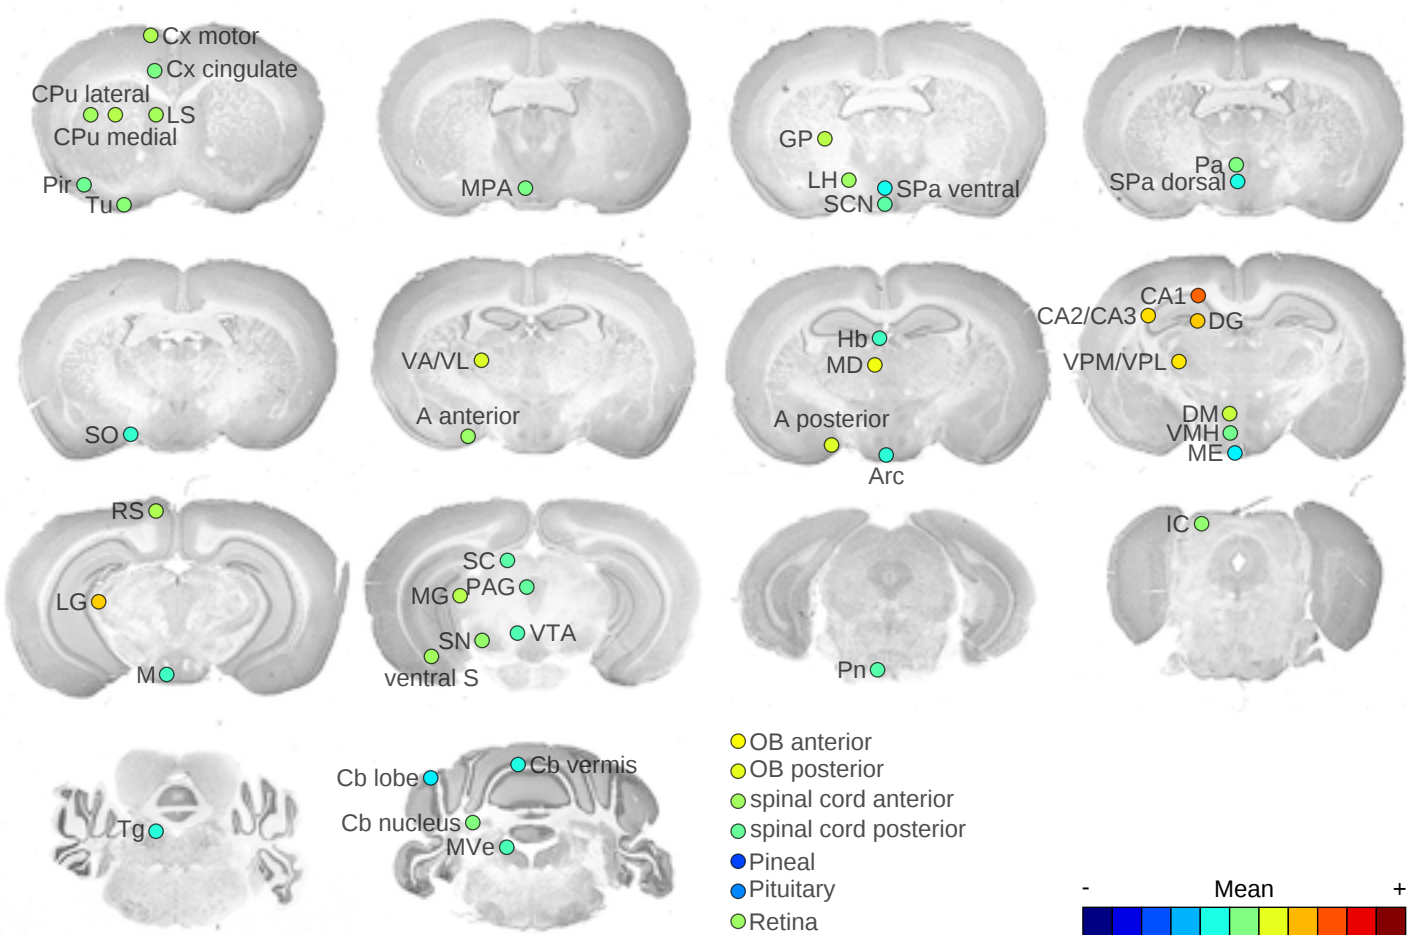 Cx motor
Cx cingulate
CPu lateral
LS
CPu medial
Pir
Tu
MPA
GP
LH
SPa ventral
SCN
Pa
SPa dorsal
SO
VA/VL
A anterior
Hb
MD
A posterior
Arc
CA1
CA2/CA3
DG
VPM/VPL
DM
VMH
ME
RS
LG
M
SC
MG
PAG
SN
VTA
ventral S
Pn
IC
Tg
Cb lobe
Cb vermis
Cb nucleus
MVe
OB anterior
OB posterior
spinal cord anterior
spinal cord posterior
Pineal
Pituitary
Retina
- Mean +